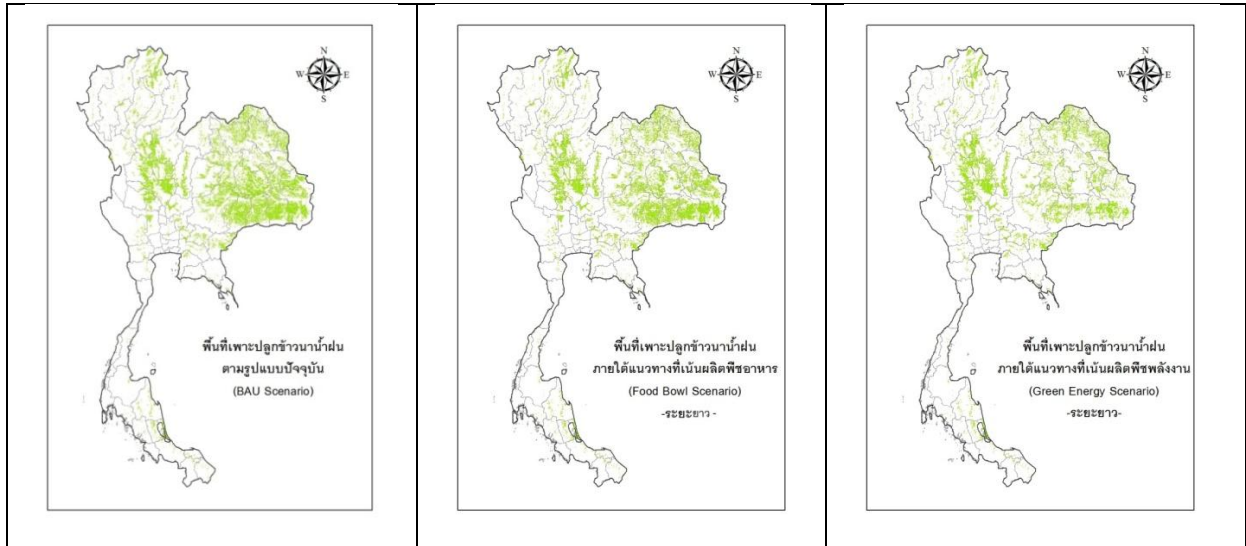 N
W E
S
พื้นที่เพาะปลูกข้าวนาน้ำฝน
ตามรูปแบบปัจจุบัน
(BAU Scenario)
N
W E
S
พื้นที่เพาะปลูกข้าวนาน้ำฝน
ภายใต้แนวทางที่เน้นผลิตพืชอาหาร
(Food Bowl Scenario)
-ระยะยาว -
N
W E
S
พื้นที่เพาะปลูกข้าวนาน้ำฝน
ภายใต้แนวทางที่เน้นผลิตพืชพลังงาน
(Green Energy Scenario)
-ระยะยาว-